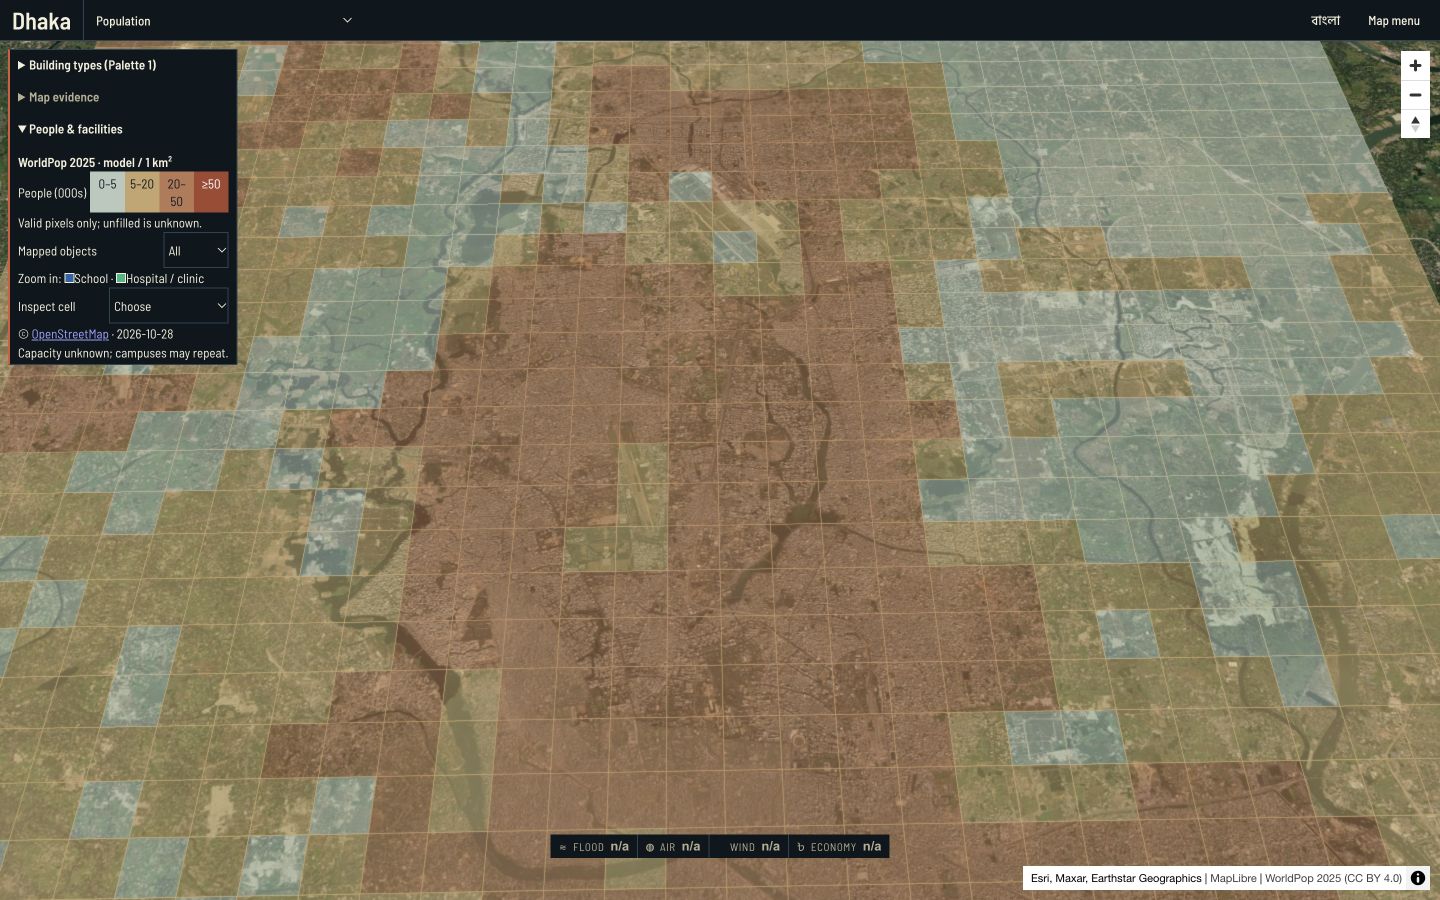 Dhaka
Population
বাংলা
Map menu
Building types (Palette 1)
Map evidence
People & facilities
WorldPop 2025 · model / 1 km²
People (000s)
0–5
5–20
20–
50
≥50
Valid pixels only; unfilled is unknown.
Mapped objects
All
Zoom in: School · Hospital / clinic
Inspect cell
Choose
© OpenStreetMap · 2026-10-28
Capacity unknown; campuses may repeat.
≈ FLOOD n/a
AIR n/a
WIND n/a
ECONOMY n/a
Esri, Maxar, Earthstar Geographics | MapLibre | WorldPop 2025 (CC BY 4.0)